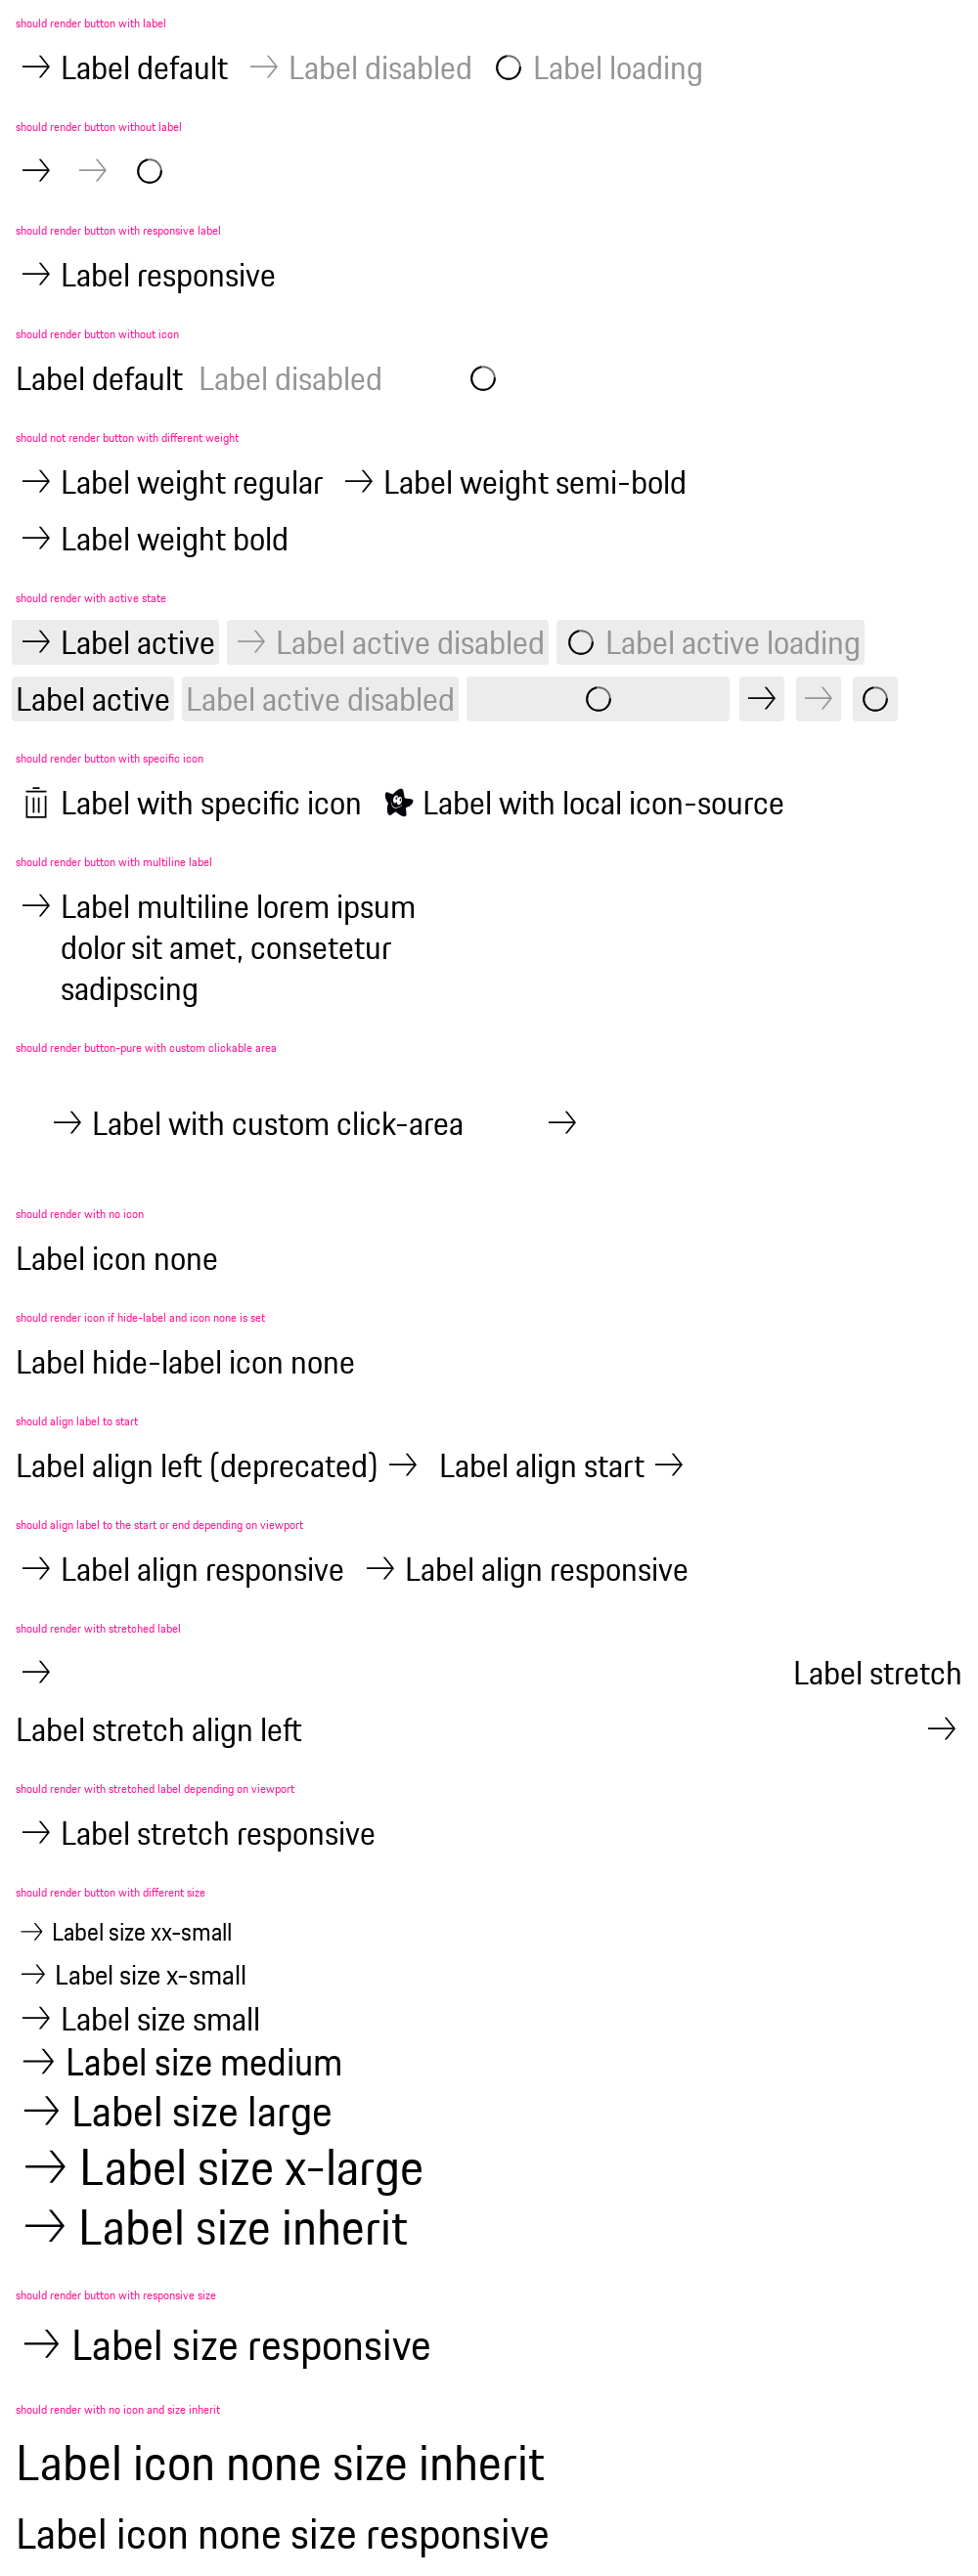 should render button with label
Label default Label disabled Label loading
should render button without label
should render button with responsive label
Label responsive
should render button without icon
Label default Label disabled
should not render button with different weight
Label weight regular Label weight semi-bold
Label weight bold
should render with active state
Label active Label active disabled Label active loading
Label active Label active disabled
should render button with specific icon
Label with specific icon Label with local icon-source
should render button with multiline label
Label multiline lorem ipsum
dolor sit amet, consetetur
sadipscing
should render button-pure with custom clickable area
Label with custom click-area
should render with no icon
Label icon none
should render icon if hide-label and icon none is set
Label hide-label icon none
should align label to start
Label align left (deprecated) Label align start
should align label to the start or end depending on viewport
Label align responsive Label align responsive
should render with stretched label
Label stretch
Label stretch align left
should render with stretched label depending on viewport
Label stretch responsive
should render button with different size
Label size xx-small
Label size x-small
Label size small
Label size medium
Label size large
Label size x-large
Label size inherit
should render button with responsive size
Label size responsive
should render with no icon and size inherit
Label icon none size inherit
Label icon none size responsive